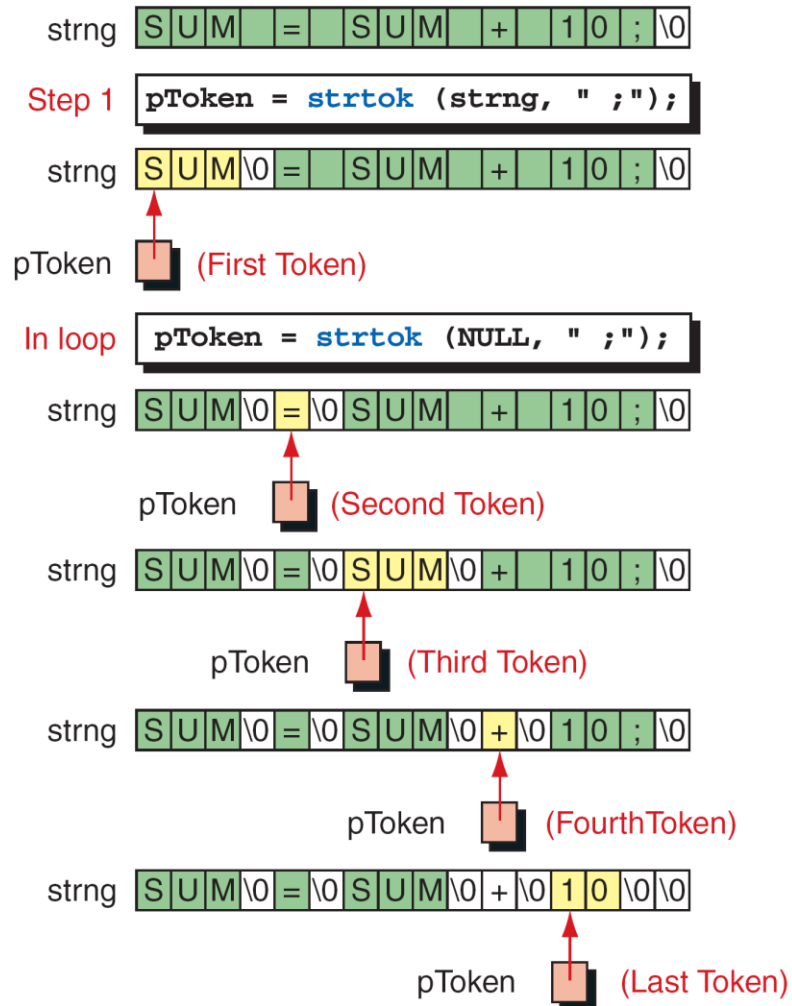 strng S U M = S U M + 1 0 ; \0
Step 1 pToken = strtok (strng, " ;");
strng S U M \0 = S U M + 1 0 ; \0
pToken (First Token)
In loop pToken = strtok (NULL, " ;");
strng S U M \0 = \0 S U M + 1 0 ; \0
pToken (Second Token)
strng S U M \0 = \0 S U M \0 + 1 0 ; \0
pToken (Third Token)
strng S U M \0 = \0 S U M \0 + \0 1 0 ; \0
pToken (FourthToken)
strng S U M \0 = \0 S U M \0 + \0 1 0 \0 \0
pToken (Last Token)